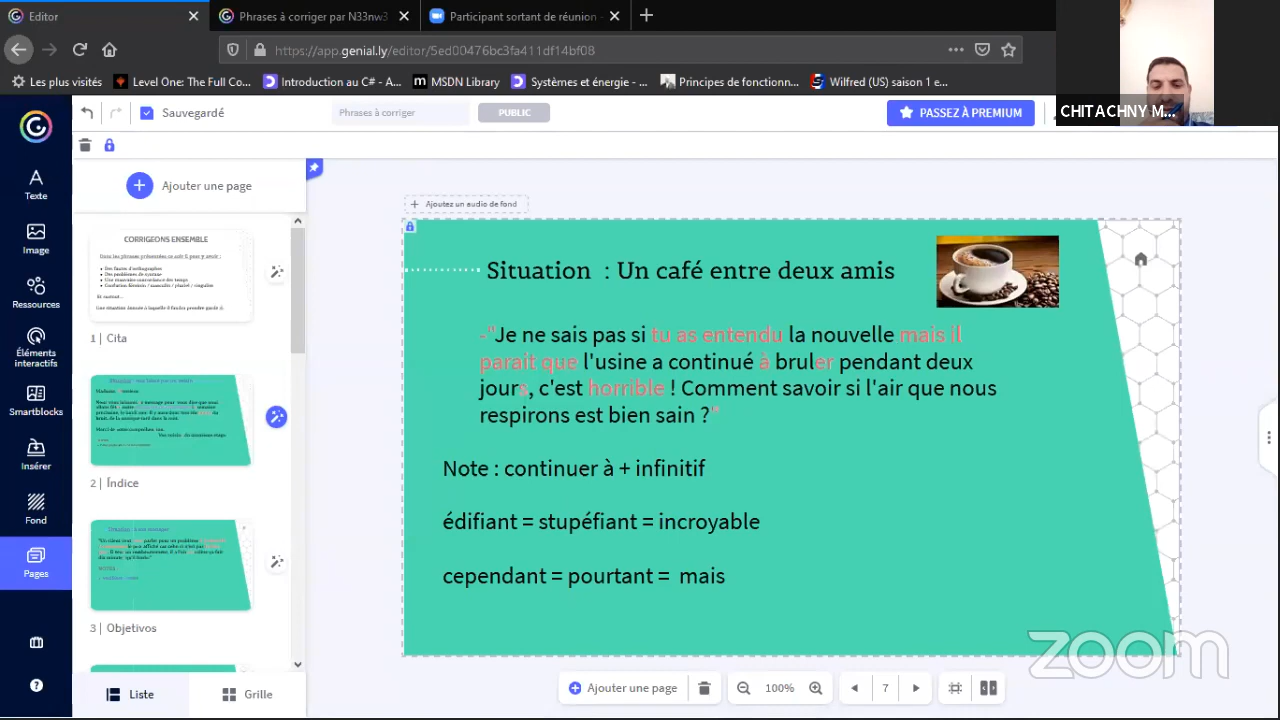 Editor
Phrases à corriger par N33nw3
Participant sortant de réunion -
https://app.genial.ly/editor/5ed00476bc3fa411df14bf08
Les plus visités
Level One: The Full Co...
Introduction au C# - A...
MSDN Library
Systèmes et énergie - ...
Principes de fonction...
Wilfred (US) saison 1 e...
CHITACHNY M...
Sauvegardé
Phrases à corriger
PUBLIC
PASSEZ À PREMIUM
Texte
Image
Ressources
Éléments
interactifs
Smartblocks
Insérer
Fond
Pages
Ajouter une page
CORRIGEONS ENSEMBLE
1 | Cita
2 | Índice
3 | Objetivos
Liste
Grille
Ajoutez un audio de fond
Situation : Un café entre deux amis
-"Je ne sais pas si tu as entendu la nouvelle mais il
parait que l'usine a continué à bruler pendant deux
jours, c'est horrible ! Comment savoir si l'air que nous
respirons est bien sain ?"
Note : continuer à + infinitif
édifiant = stupéfiant = incroyable
cependant = pourtant = mais
zoom
Ajouter une page
100%
7